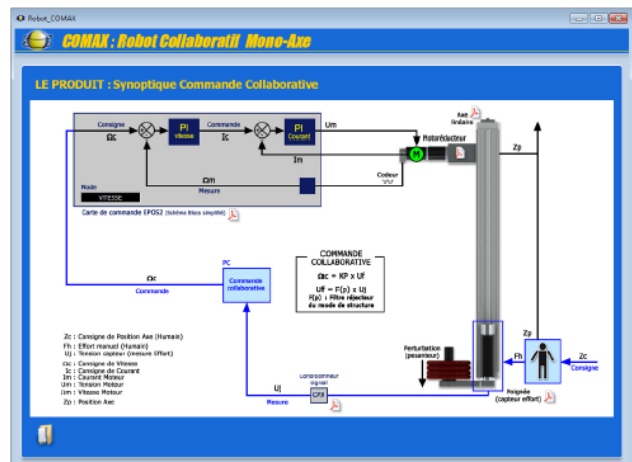 Robot_COMAX
COMAX : Robot Collaboratif Mono-Axe
LE PRODUIT : Synoptique Commande Collaborative
Consigne
Ωc
PI
vitesse
Commande
Ic
PI
Courant
Um
Im
Axe
linéaire
Motoréducteur
M
Zp
Codeur
Ωm
Mesure
Mode
VITESSE
Carte de commande EPOS2 (Schéma Blocs simplifié)
PC
Commande
collaborative
Ωc
Commande
COMMANDE
COLLABORATIVE
Ωc = KP x Uf
Uff = F(p) x Uj
F(p) : Filtre réjecteur
du mode de structure
Zc : Consigne de Position Axe (Humain)
Fh : Effort manuel (Humain)
Uj : Tension capteur (mesure Effort)
Ωc : Consigne de Vitesse
Ic : Consigne de Courant
Im : Courant Moteur
Um : Tension Moteur
Ωm : Vitesse Moteur
Zp : Position Axe
Perturbation
(pesanteur)
Conditionneur
signal
Uj
Mesure
Zp
Fh
Zc
Consigne
Poignée
(capteur effort)